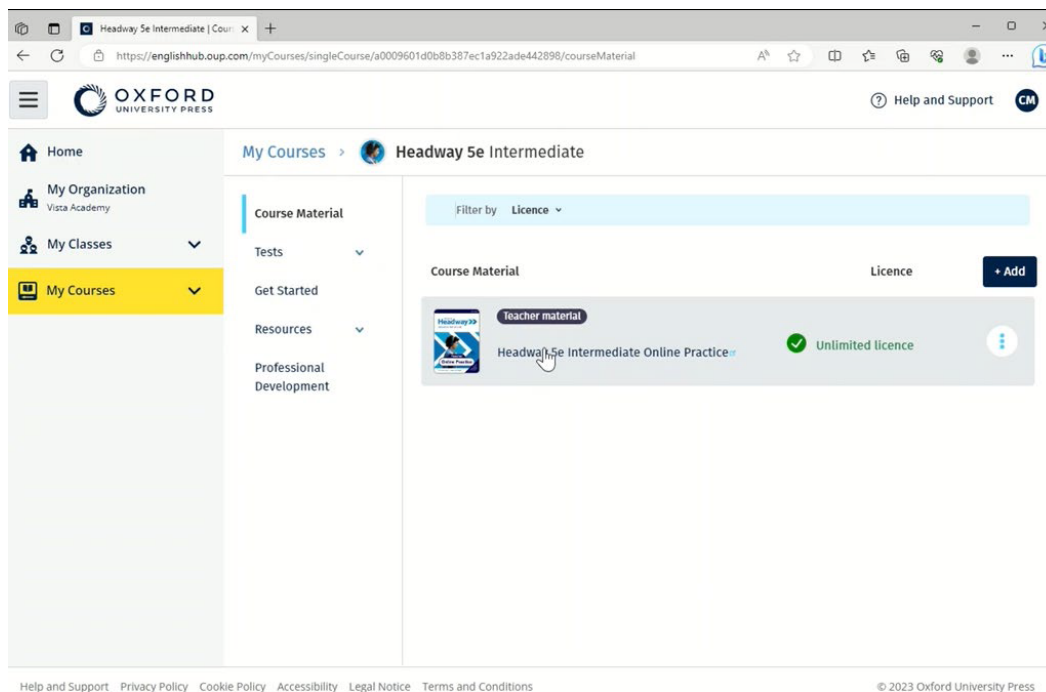 Headway 5e Intermediate | Cour
https://englishhub.oup.com/myCourses/singleCourse/a0009601d0b8b387ec1a922ade442898/courseMaterial
OXFORD
UNIVERSITY PRESS
Help and Support
CM
Home
My Organization
Vista Academy
My Classes
My Courses
My Courses > Headway 5e Intermediate
Course Material
Tests
Get Started
Resources
Professional
Development
Filter by Licence
Course Material Licence + Add
Headway
Online Practice
Teacher material
Headway 5e Intermediate Online Practice
Unlimited licence
Help and Support Privacy Policy Cookie Policy Accessibility Legal Notice Terms and Conditions © 2023 Oxford University Press